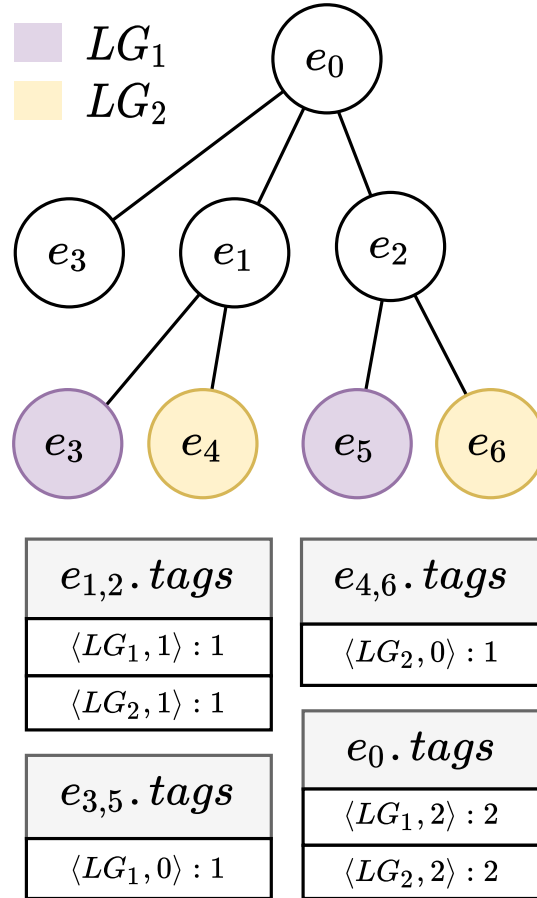 LG₁
LG₂
e₀
e₃
e₁
e₂
e₃
e₄
e₅
e₆
e₁,₂.tags
⟨LG₁, 1⟩ : 1
⟨LG₂, 1⟩ : 1
e₄,₆.tags
⟨LG₂, 0⟩ : 1
e₃,₅.tags
⟨LG₁, 0⟩ : 1
e₀.tags
⟨LG₁, 2⟩ : 2
⟨LG₂, 2⟩ : 2